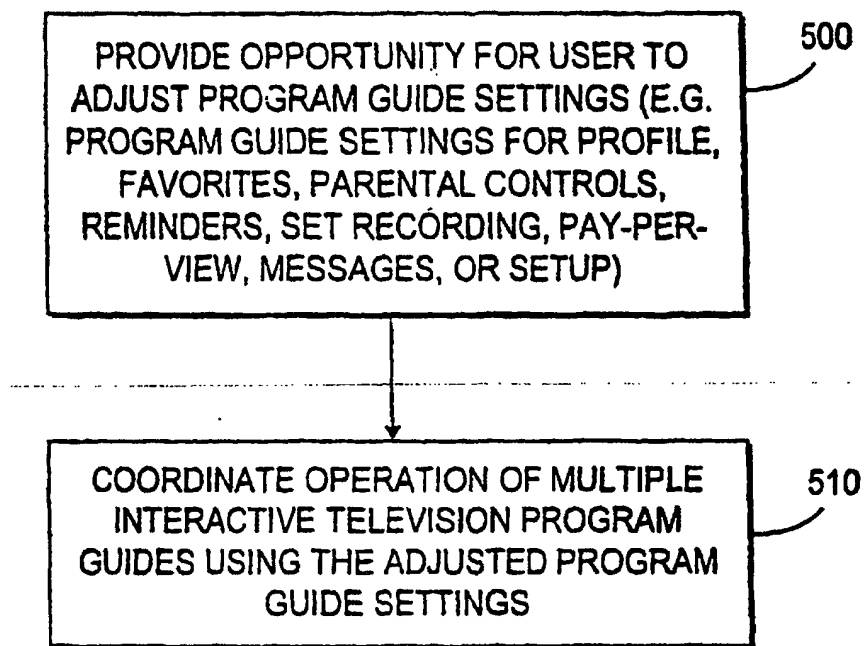 PROVIDE OPPORTUNITY FOR USER TO
500
ADJUST PROGRAM GUIDE SETTINGS (E.G.
PROGRAM GUIDE SETTINGS FOR PROFILE,
FAVORITES, PARENTAL CONTROLS,
REMINDERS, SET RECORDING, PAY-PER-
VIEW, MESSAGES, OR SETUP)
COORDINATE OPERATION OF MULTIPLE
510
INTERACTIVE TELEVISION PROGRAM
GUIDES USING THE ADJUSTED PROGRAM
GUIDE SETTINGS